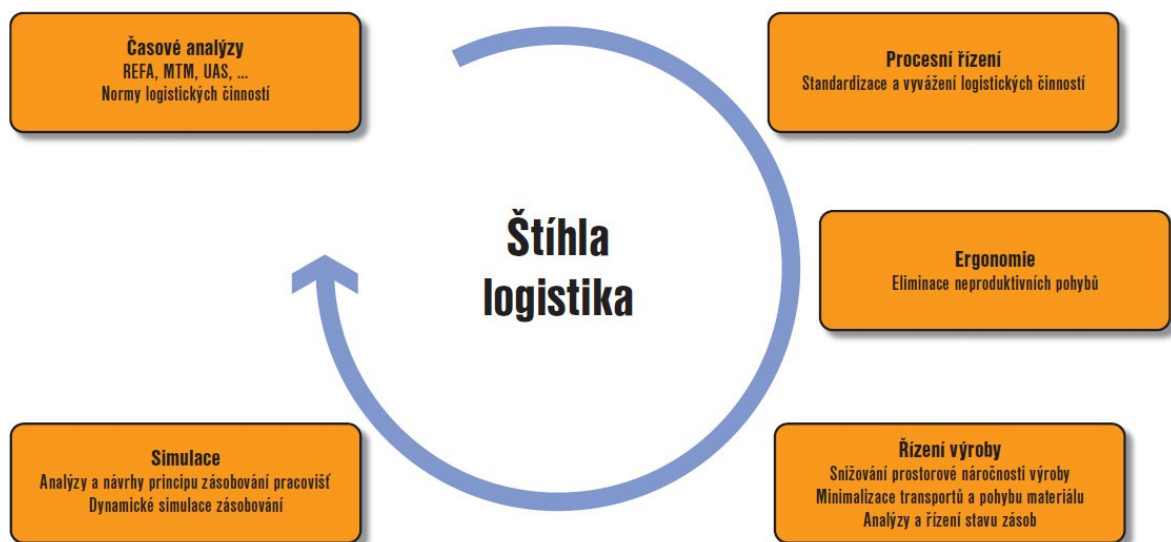 Časové analýzy
REFA, MTM, UAS, ...
Normy logistických činností
Procesní řízení
Standardizace a vyvážení logistických činností
Štíhla
logistika
Ergonomie
Eliminace neproduktivních pohybů
Simulace
Analýzy a návrhy principu zásobování pracovišť
Dynamické simulace zásobování
Řízení výroby
Snižování prostorové náročnosti výroby
Minimalizace transportů a pohybu materiálu
Analýzy a řízení stavu zásob